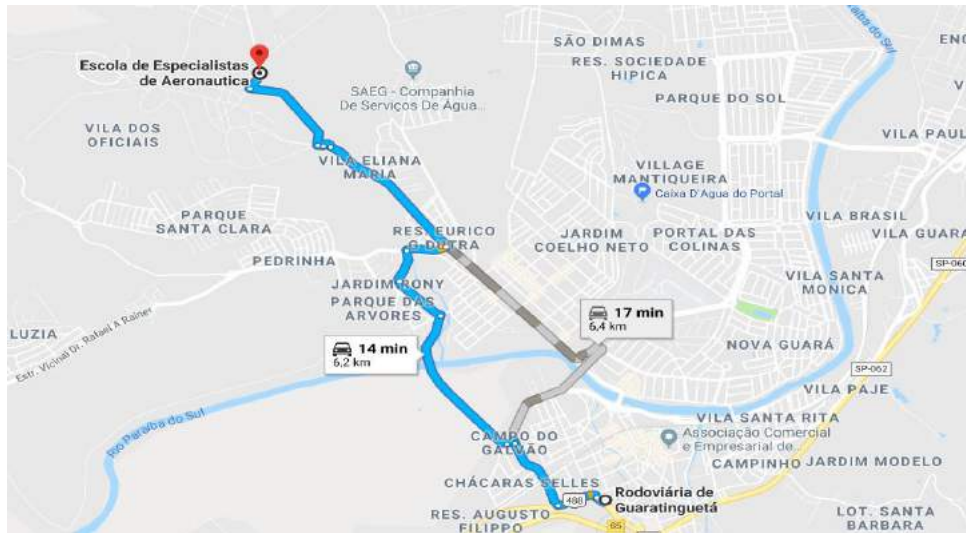 Escola de Especialistas
de Aeronautica
SAEG - Companhia
De Serviços De Água...
SÃO DIMAS
RES. SOCIEDADE
HIPICA
PARQUE DO SOL
Paraíba do Sul
VILA DOS
OFICIAIS
VILA ELIANA
MARIA
VILLAGE
MANTIQUEIRA
Caixa D'Agua do Portal
VILA PAUL
PARQUE
SANTA CLARA
RES. EURICO
G DUTRA
JARDIM
COELHO NETO
PORTAL DAS
COLINAS
VILA BRASIL
VILA GUARA
PEDRINHA
SP-060
JARDIM RONY
PARQUE DAS
ARVORES
VILA SANTA
MONICA
LUZIA
Estr. Vicinal Dr. Rafael A Rainer
17 min
6,4 km
14 min
6,2 km
NOVA GUARÁ
SP-062
VILA PAJE
Rio Paraíba do Sul
VILA SANTA RITA
Associação Comercial
e Empresarial de...
CAMPO DO
GALVÃO
CAMPINHO
JARDIM MODELO
CHÁCARAS SELLES
488
Rodoviária de
Guaratinguetá
RES. AUGUSTO
FILIPPO
65
LOT. SANTA
BARBARA